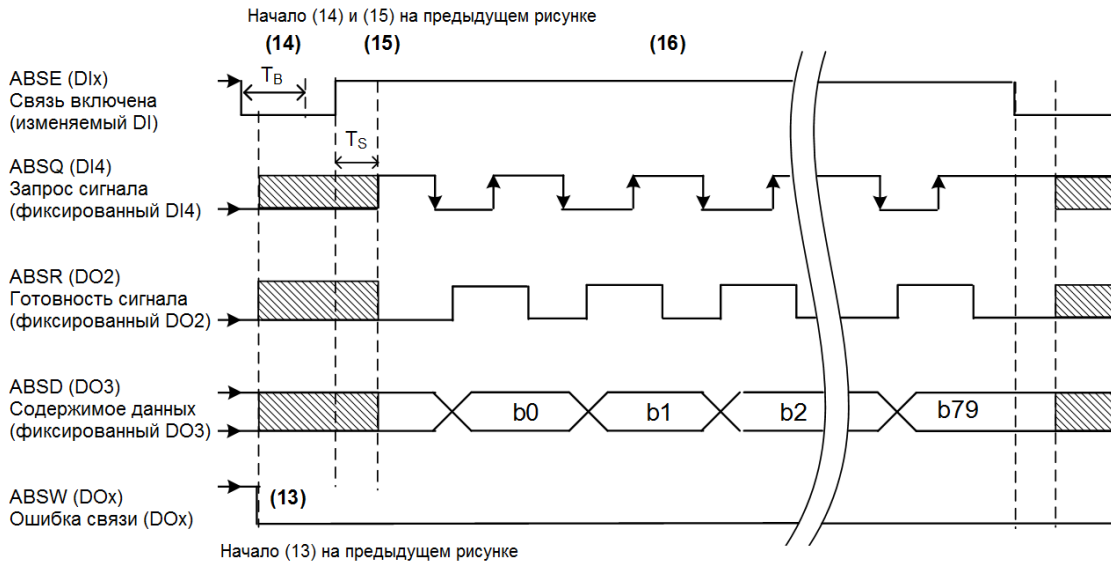 Начало (14) и (15) на предыдущем рисунке
(14) (15) (16)
ABSE (DIx)
Связь включена
(изменяемый DI)
TB
TS
ABSQ (DI4)
Запрос сигнала
(фиксированный DI4)
ABSR (DO2)
Готовность сигнала
(фиксированный DO2)
ABSD (DO3)
Содержимое данных
(фиксированный DO3)
b0 b1 b2 b79
ABSW (DOx)
Ошибка связи (DOx)
(13)
Начало (13) на предыдущем рисунке